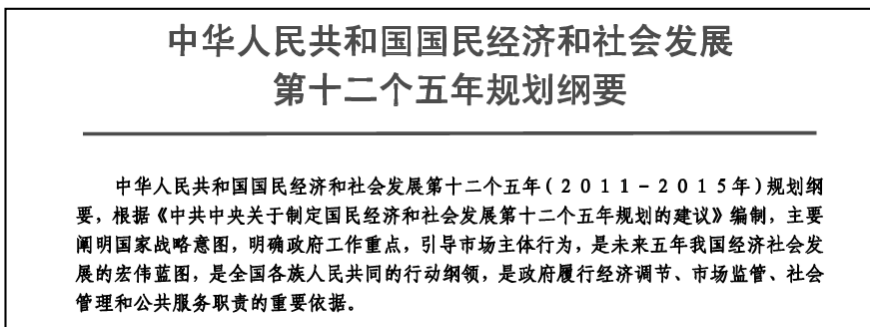 中华人民共和国国民经济和社会发展
第十二个五年规划纲要
中华人民共和国国民经济和社会发展第十二个五年(2011-2015年)规划纲
要,根据《中共中央关于制定国民经济和社会发展第十二个五年规划的建议》编制,主要
阐明国家战略意图,明确政府工作重点,引导市场主体行为,是未来五年我国经济社会发
展的宏伟蓝图,是全国各族人民共同的行动纲领,是政府履行经济调节、市场监管、社会
管理和公共服务职责的重要依据。